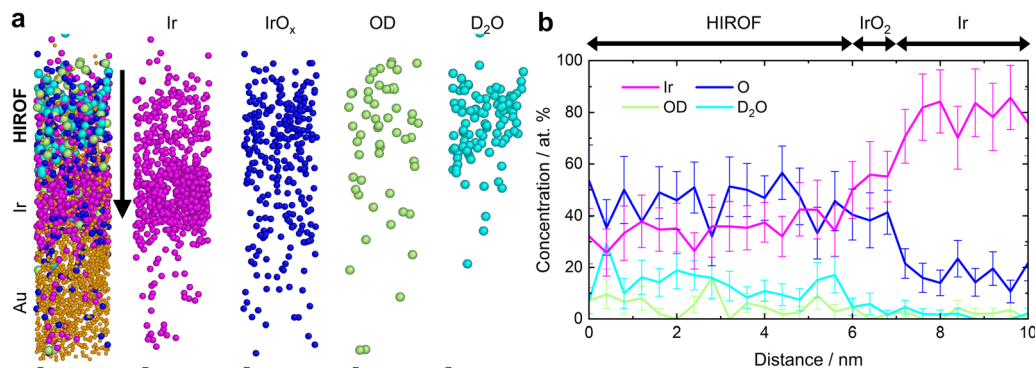 a
Ir
IrOₓ
OD
D₂O
HIROF
Ir
Au
b
HIROF
IrO₂
Ir
Concentration / at. %
100
80
60
40
20
0
Ir
O
OD
D₂O
0
2
4
6
8
10
Distance / nm